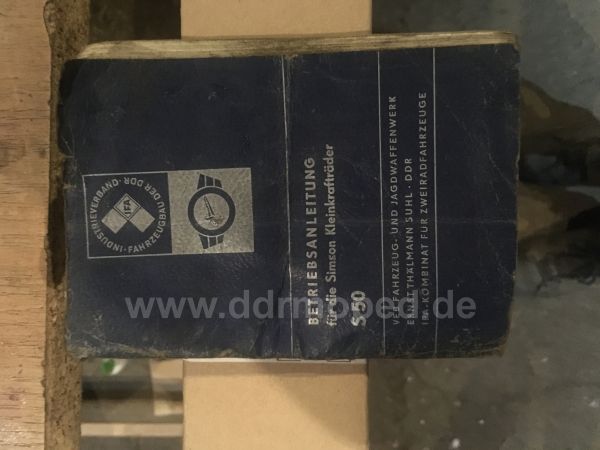 INDUSTRIEVERBAND · FAHRZEUGBAU DER DDR
IFA
BETRIEBSANLEITUNG
für die Simson Kleinkrafträder
S 50
VEB FAHRZEUG- UND JAGDWAFFENWERK
ERNST THÄLMANN SUHL · DDR
IFA-KOMBINAT FÜR ZWEIRADFAHRZEUGE
www.ddrmoped.de